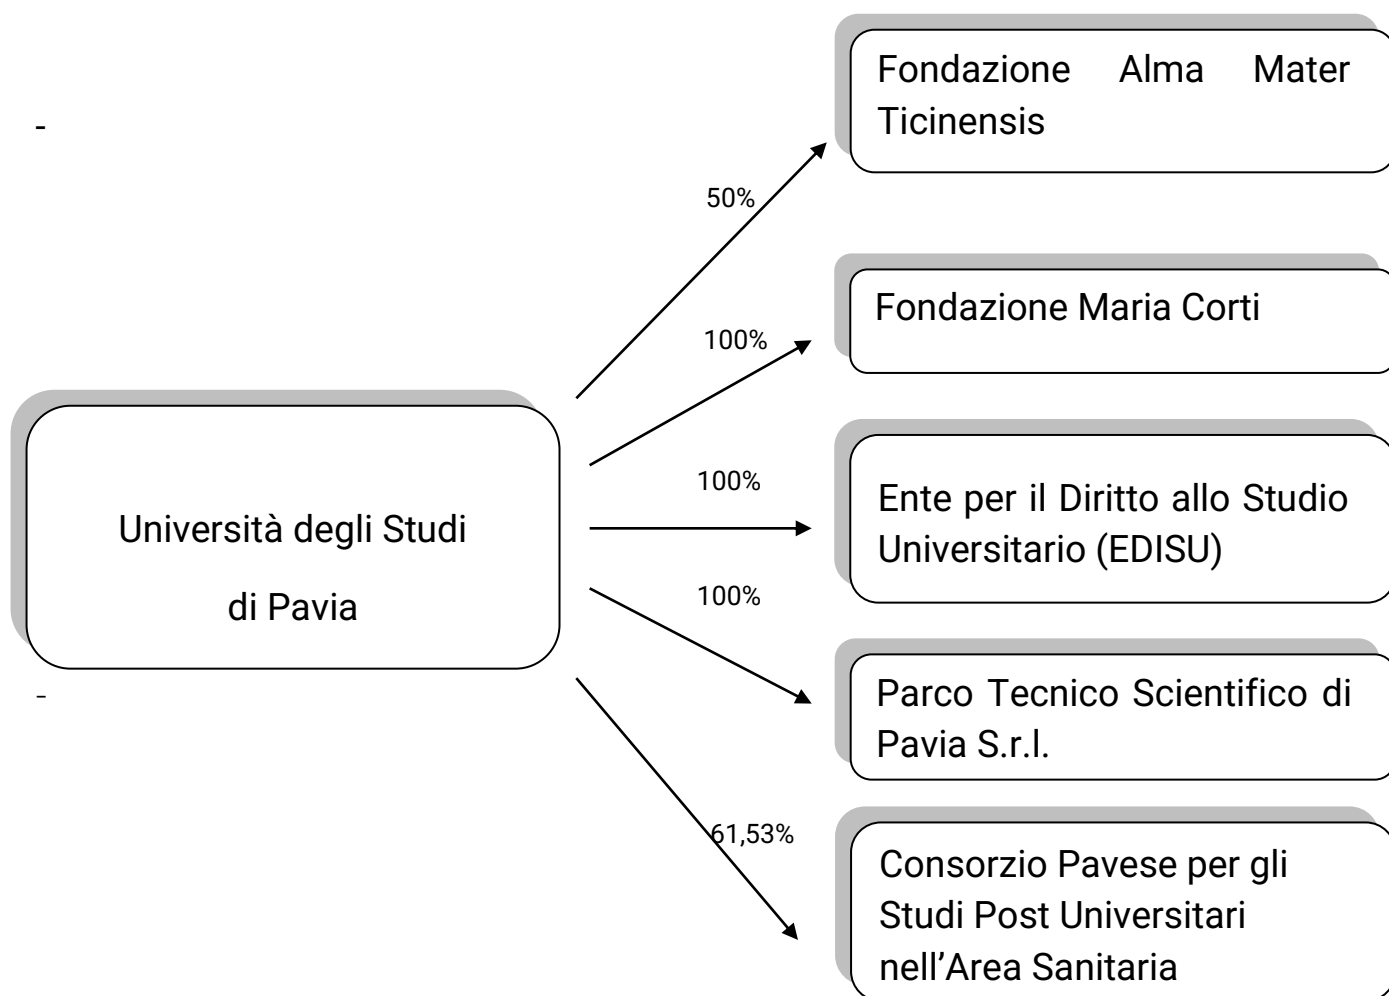 Fondazione Alma Mater
Ticinensis
-
50%
Fondazione Maria Corti
100%
100%
Ente per il Diritto allo Studio
Universitario (EDISU)
Università degli Studi
di Pavia
100%
Parco Tecnico Scientifico di
Pavia S.r.l.
-
61,53%
Consorzio Pavese per gli
Studi Post Universitari
nell’Area Sanitaria